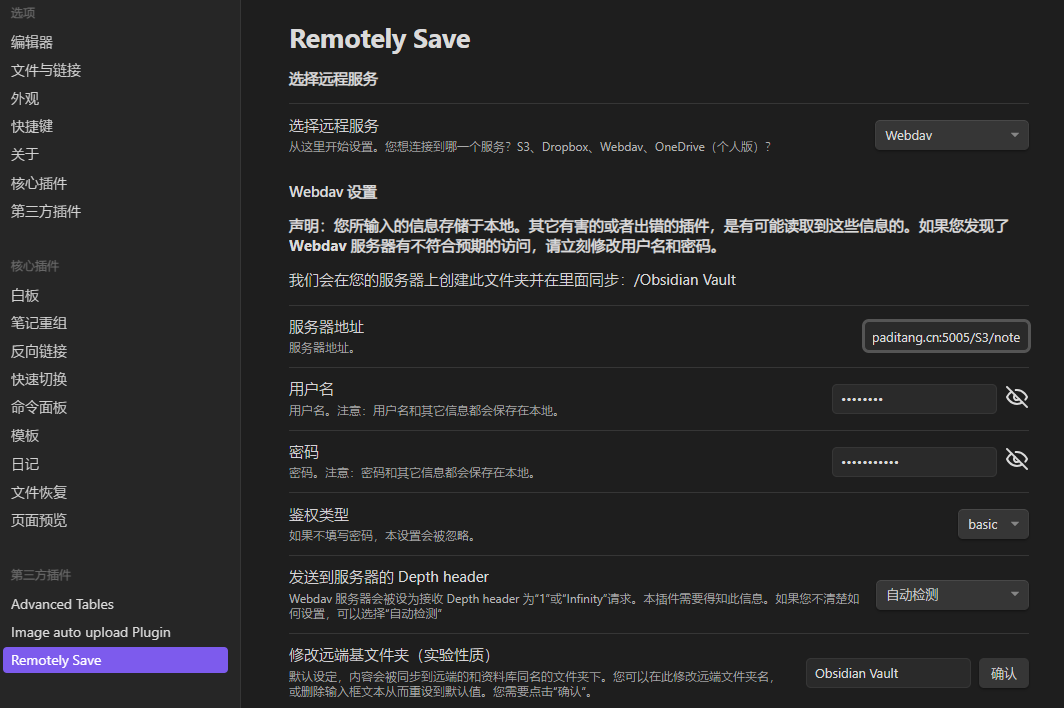 选项
编辑器
文件与链接
外观
快捷键
关于
核心插件
第三方插件
核心插件
白板
笔记重组
反向链接
快速切换
命令面板
模板
日记
文件恢复
页面预览
第三方插件
Advanced Tables
Image auto upload Plugin
Remotely Save
Remotely Save
选择远程服务
选择远程服务
从这里开始设置。您想连接到哪一个服务？S3、Dropbox、Webdav、OneDrive（个人版）？
Webdav
Webdav 设置
声明：您所输入的信息存储于本地。其它有害的或者出错的插件，是有可能读取到这些信息的。如果您发现了
Webdav 服务器有不符合预期的访问，请立刻修改用户名和密码。
我们会在您的服务器上创建此文件夹并在里面同步：/Obsidian Vault
服务器地址
服务器地址。
paditang.cn:5005/S3/note
用户名
用户名。注意：用户名和其它信息都会保存在本地。
••••••••
密码
密码。注意：密码和其它信息都会保存在本地。
•••••••••••
鉴权类型
如果不填写密码，本设置会被忽略。
basic
发送到服务器的 Depth header
Webdav 服务器会被设为接收 Depth header 为“1”或“Infinity”请求。本插件需要得知此信息。如果您不清楚如
何设置，可以选择“自动检测”
自动检测
修改远端基文件夹（实验性质）
默认设定，内容会被同步到远端的和资料库同名的文件夹下。您可以在此修改远端文件夹名，
或删除输入框文本从而重设到默认值。您需要点击“确认”。
Obsidian Vault
确认